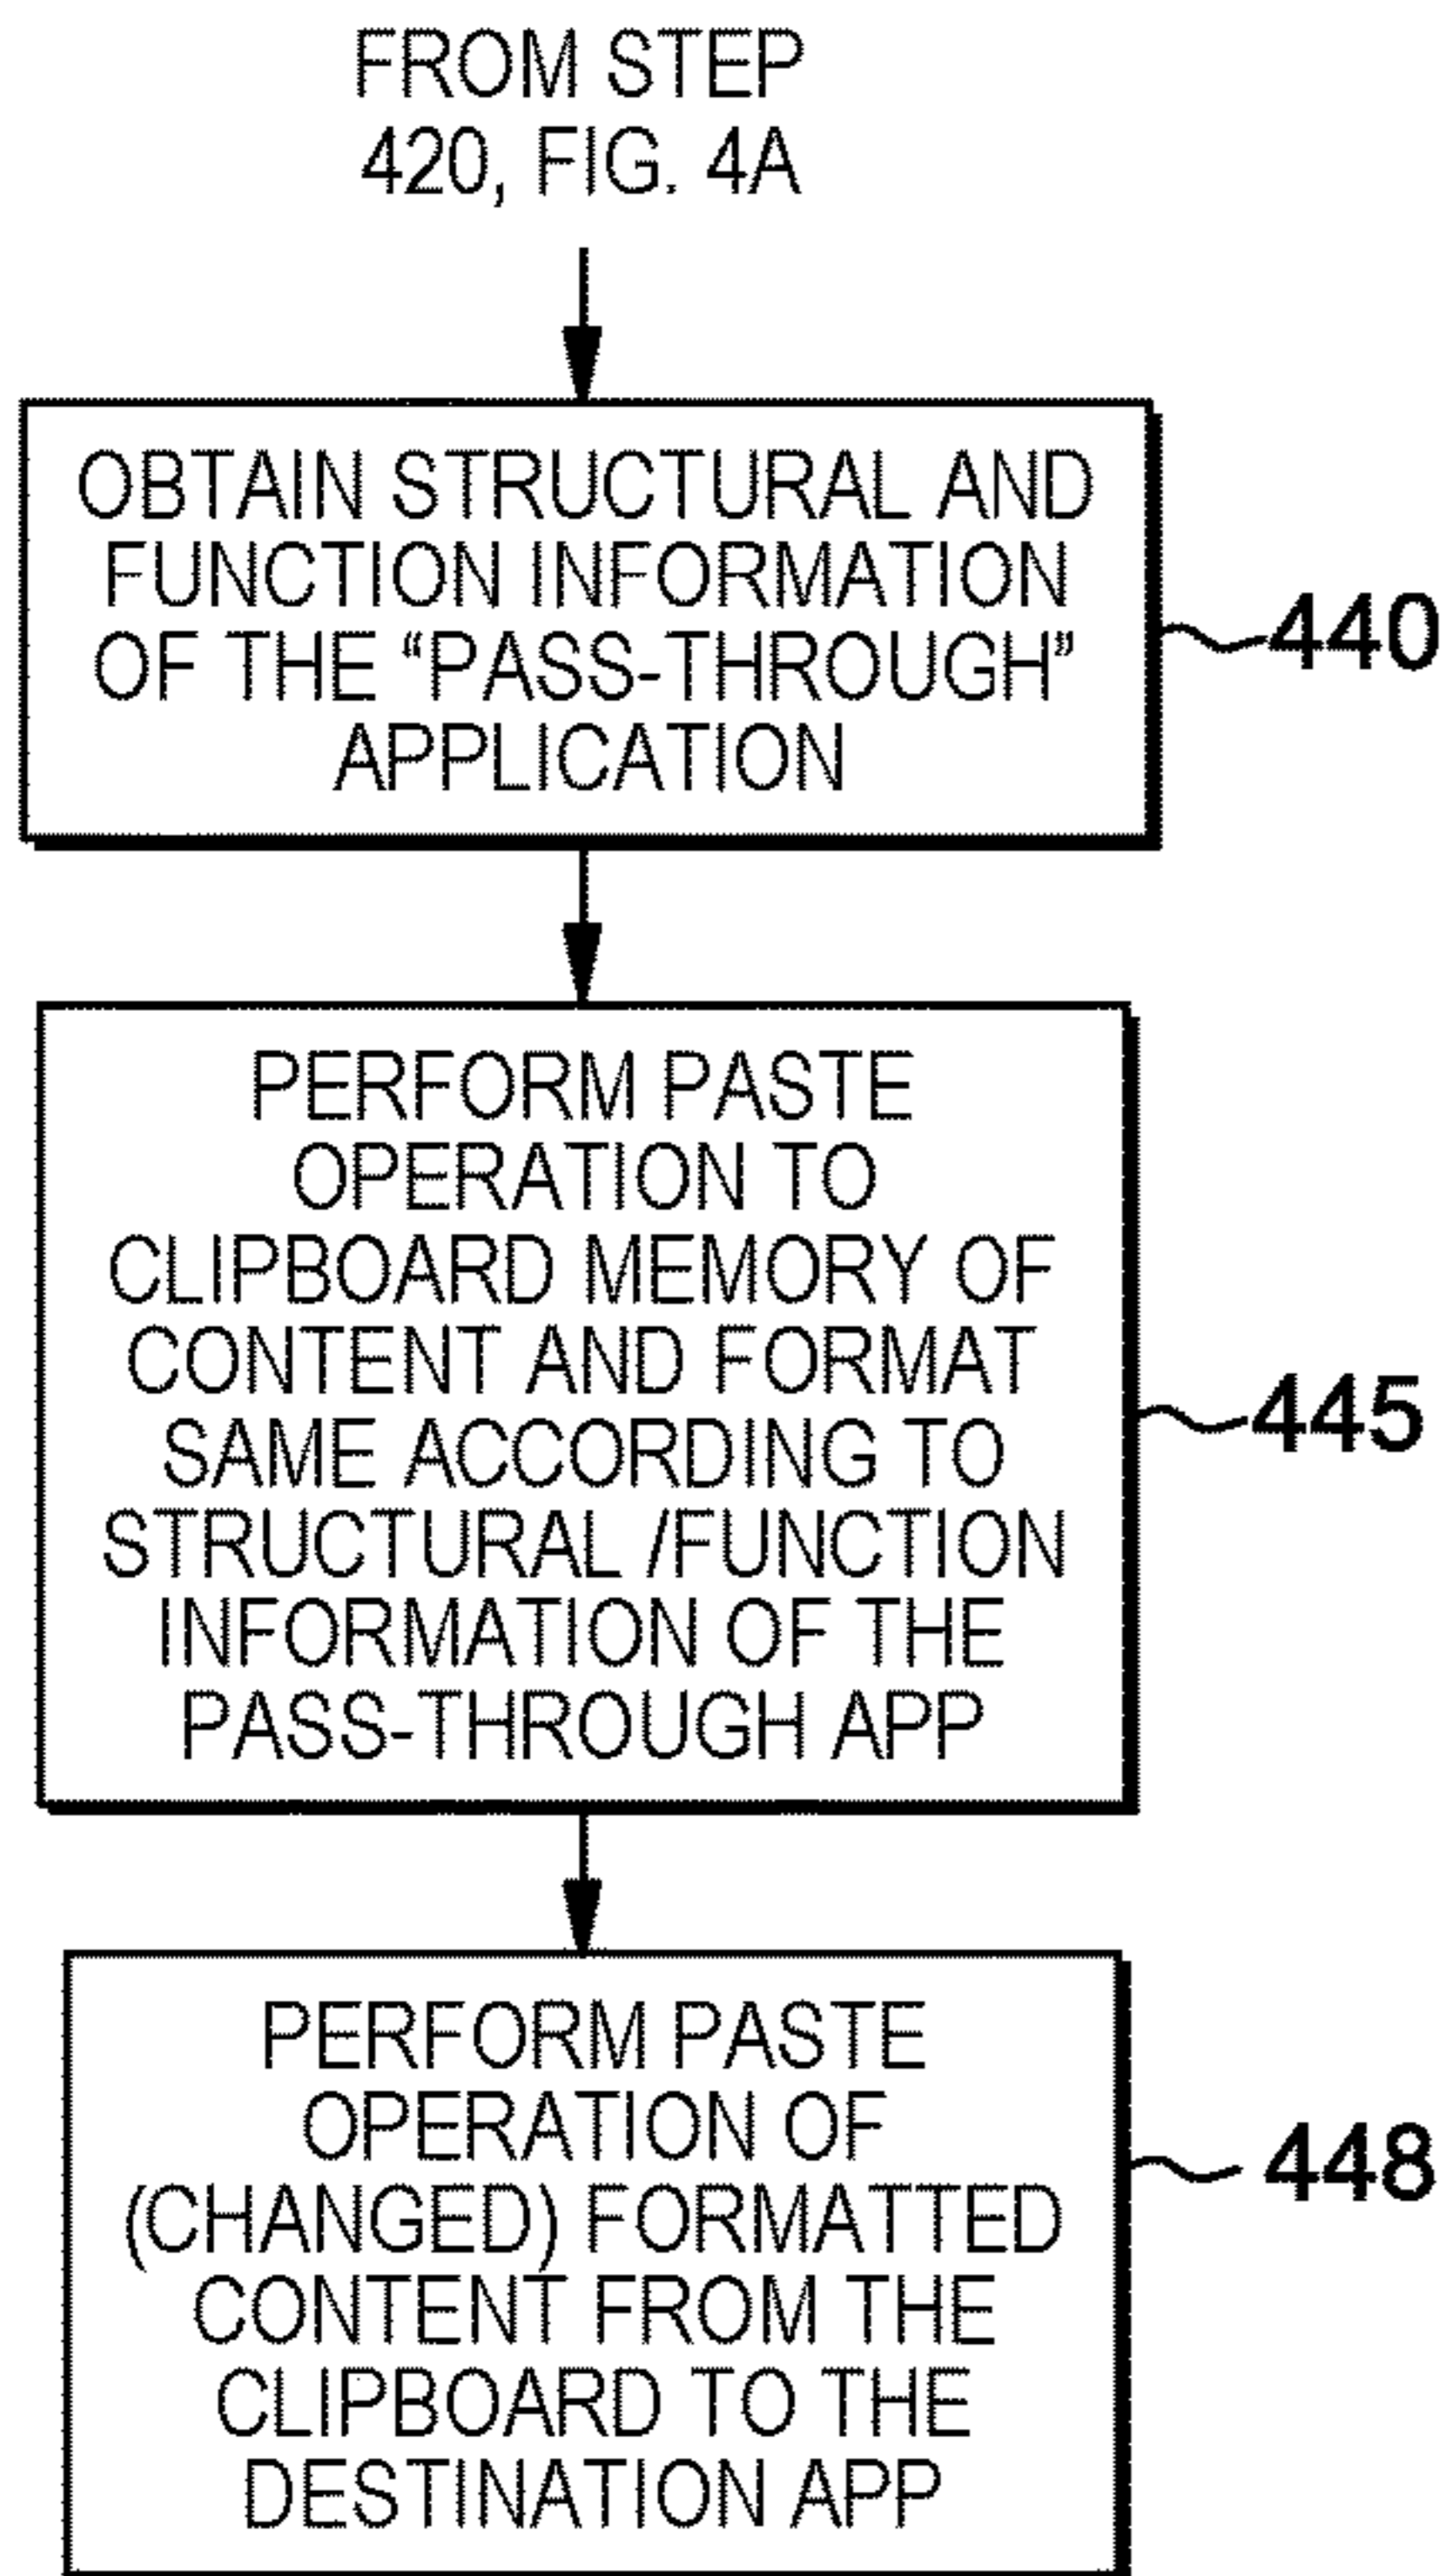 FROM STEP
420, FIG. 4A
OBTAIN STRUCTURAL AND
FUNCTION INFORMATION
OF THE “PASS-THROUGH”
APPLICATION
440
PERFORM PASTE
OPERATION TO
CLIPBOARD MEMORY OF
CONTENT AND FORMAT
SAME ACCORDING TO
STRUCTURAL /FUNCTION
INFORMATION OF THE
PASS-THROUGH APP
445
PERFORM PASTE
OPERATION OF
(CHANGED) FORMATTED
CONTENT FROM THE
CLIPBOARD TO THE
DESTINATION APP
448